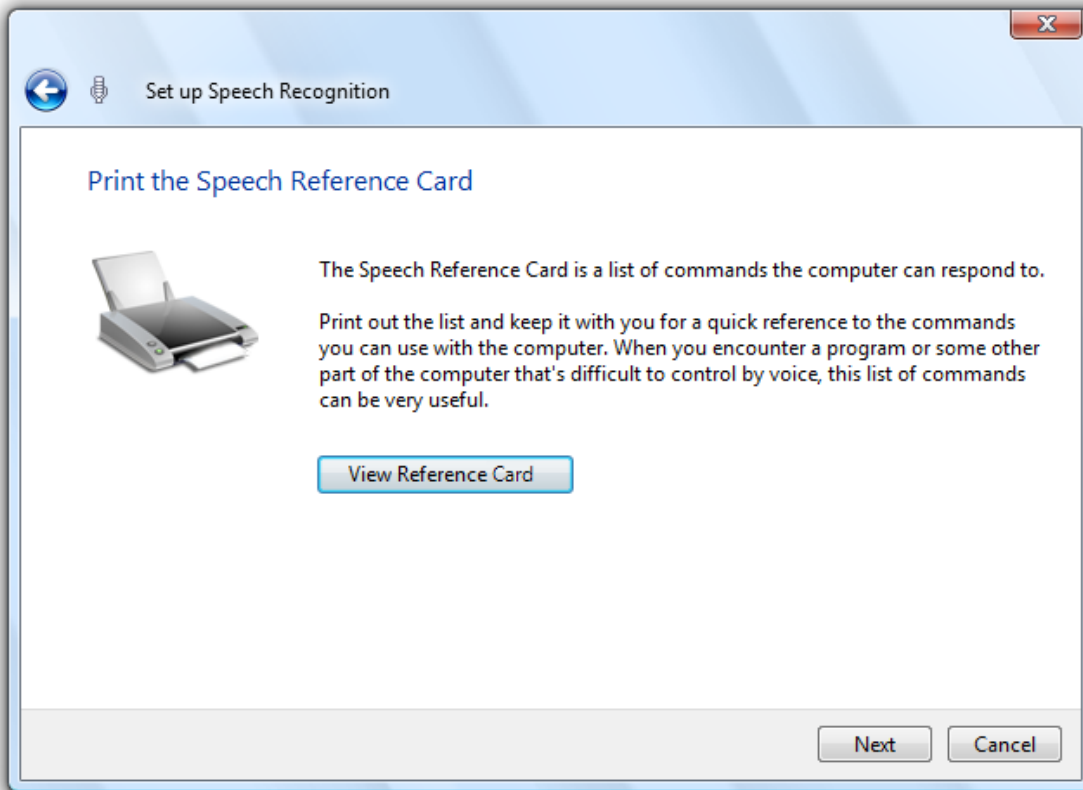 Set up Speech Recognition
Print the Speech Reference Card
The Speech Reference Card is a list of commands the computer can respond to.
Print out the list and keep it with you for a quick reference to the commands
you can use with the computer. When you encounter a program or some other
part of the computer that's difficult to control by voice, this list of commands
can be very useful.
View Reference Card
Next
Cancel